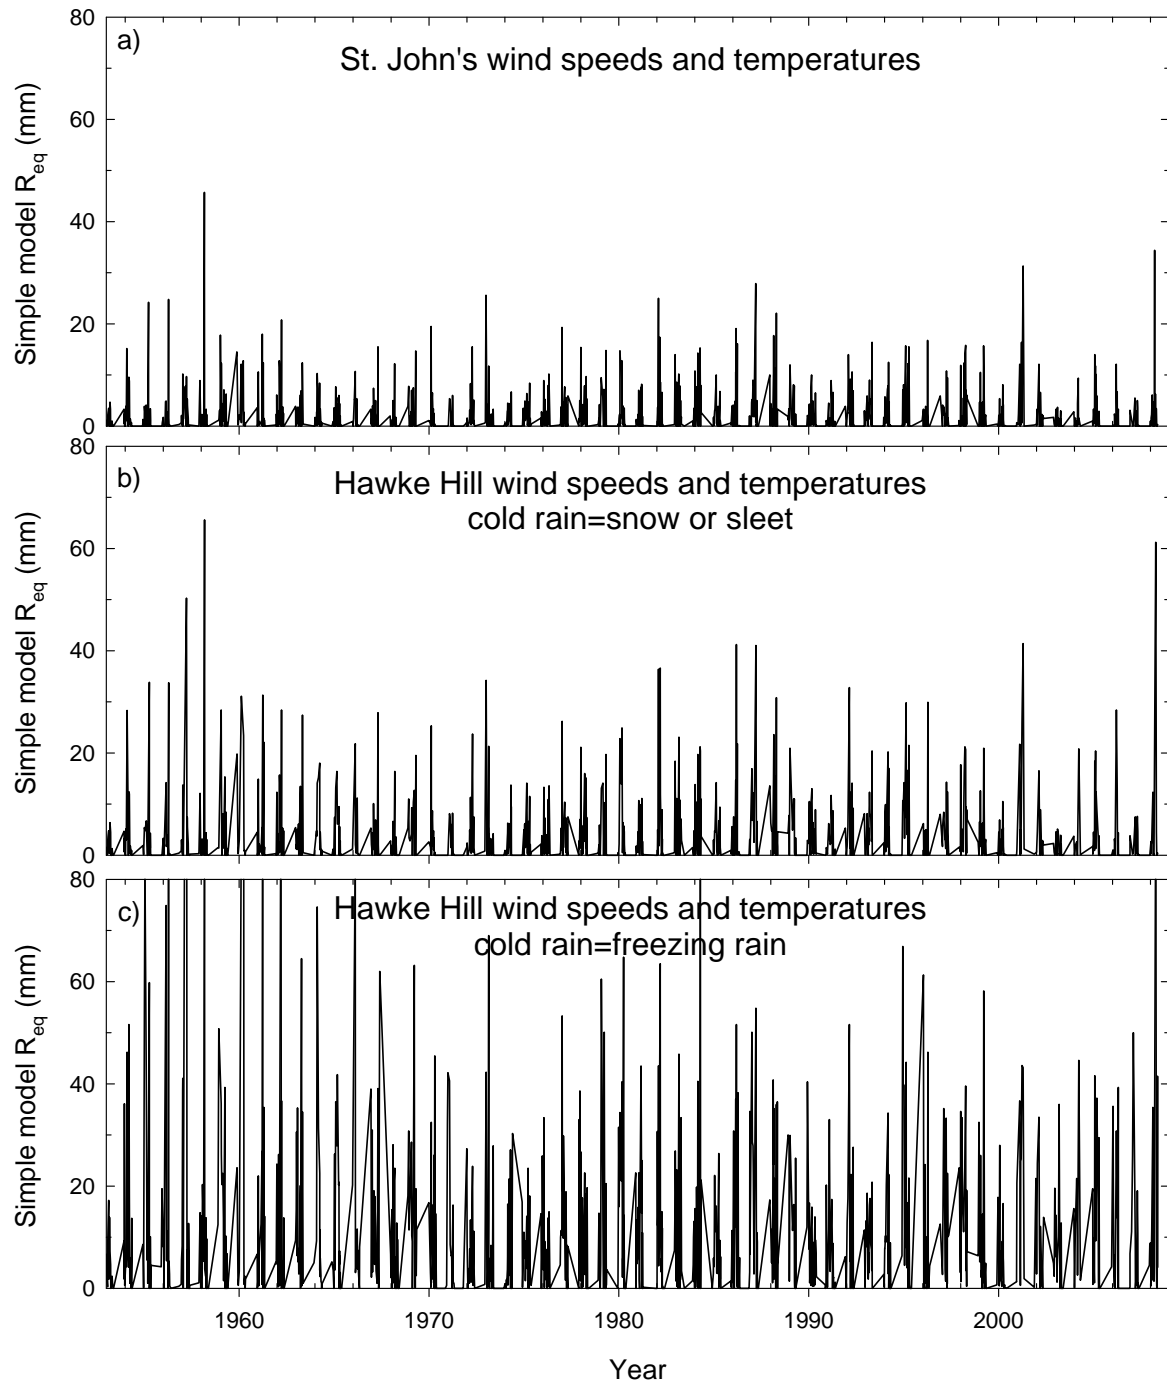 80
a)
St. John's wind speeds and temperatures
60
40
20
0
Simple model Req (mm)
80
b)
Hawke Hill wind speeds and temperatures
cold rain=snow or sleet
60
40
20
0
Simple model Req (mm)
80
c)
Hawke Hill wind speeds and temperatures
cold rain=freezing rain
60
40
20
0
Simple model Req (mm)
1960 1970 1980 1990 2000
Year